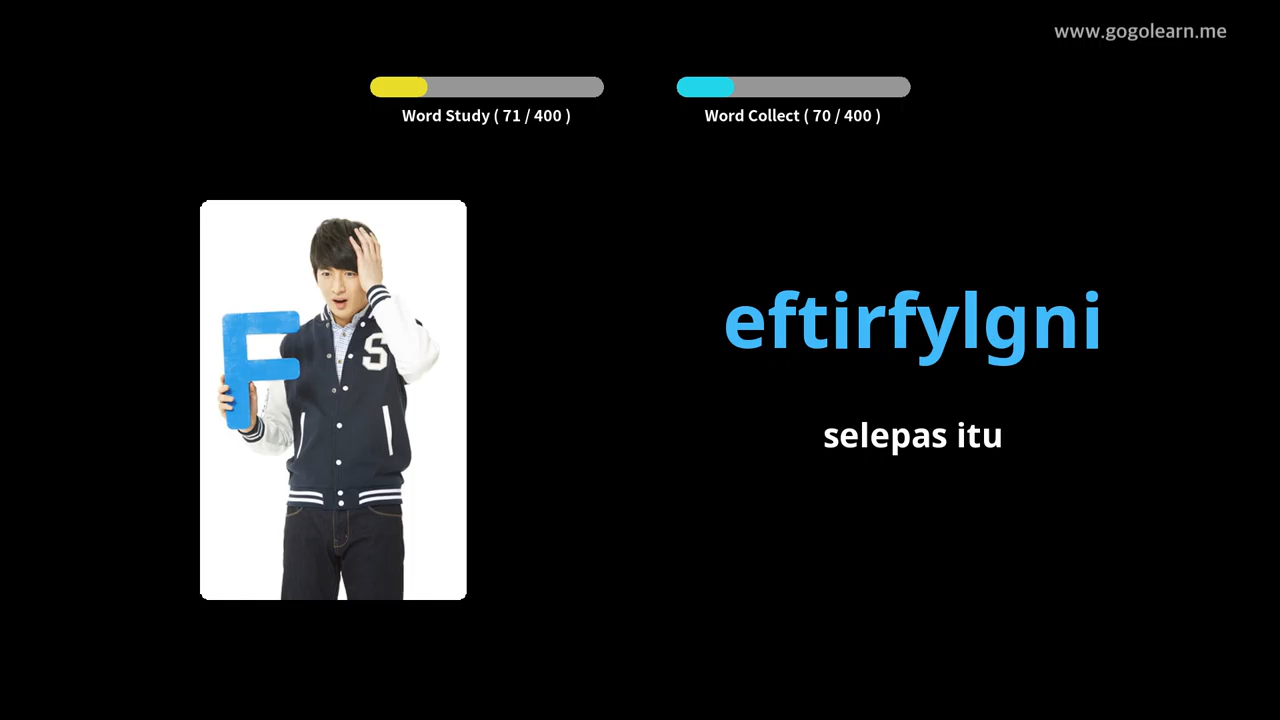 www.gogolearn.me
Word Study ( 71 / 400 )
Word Collect ( 70 / 400 )
F
S
eftirfylgni
selepas itu